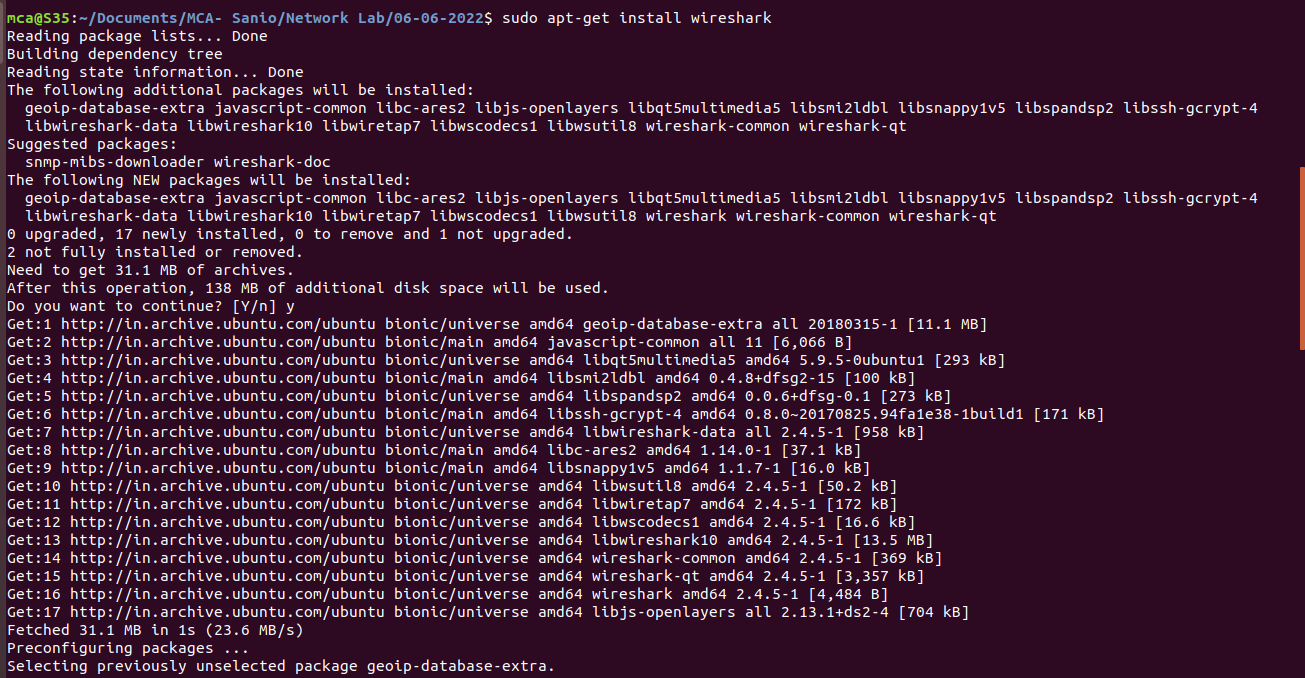 mca@S35:~/Documents/MCA- Sanio/Network Lab/06-06-2022$ sudo apt-get install wireshark
Reading package lists... Done
Building dependency tree
Reading state information... Done
The following additional packages will be installed:
  geoip-database-extra javascript-common libc-ares2 libjs-openlayers libqt5multimedia5 libsmi2ldbl libsnappy1v5 libspandsp2 libssh-gcrypt-4
  libwireshark-data libwireshark10 libwiretap7 libwscodecs1 libwsutil8 wireshark-common wireshark-qt
Suggested packages:
  snmp-mibs-downloader wireshark-doc
The following NEW packages will be installed:
  geoip-database-extra javascript-common libc-ares2 libjs-openlayers libqt5multimedia5 libsmi2ldbl libsnappy1v5 libspandsp2 libssh-gcrypt-4
  libwireshark-data libwireshark10 libwiretap7 libwscodecs1 libwsutil8 wireshark wireshark-common wireshark-qt
0 upgraded, 17 newly installed, 0 to remove and 1 not upgraded.
2 not fully installed or removed.
Need to get 31.1 MB of archives.
After this operation, 138 MB of additional disk space will be used.
Do you want to continue? [Y/n] y
Get:1 http://in.archive.ubuntu.com/ubuntu bionic/universe amd64 geoip-database-extra all 20180315-1 [11.1 MB]
Get:2 http://in.archive.ubuntu.com/ubuntu bionic/main amd64 javascript-common all 11 [6,066 B]
Get:3 http://in.archive.ubuntu.com/ubuntu bionic/universe amd64 libqt5multimedia5 amd64 5.9.5-0ubuntu1 [293 kB]
Get:4 http://in.archive.ubuntu.com/ubuntu bionic/main amd64 libsmi2ldbl amd64 0.4.8+dfsg2-15 [100 kB]
Get:5 http://in.archive.ubuntu.com/ubuntu bionic/universe amd64 libspandsp2 amd64 0.0.6+dfsg-0.1 [273 kB]
Get:6 http://in.archive.ubuntu.com/ubuntu bionic/main amd64 libssh-gcrypt-4 amd64 0.8.0~20170825.94fa1e38-1build1 [171 kB]
Get:7 http://in.archive.ubuntu.com/ubuntu bionic/universe amd64 libwireshark-data all 2.4.5-1 [958 kB]
Get:8 http://in.archive.ubuntu.com/ubuntu bionic/main amd64 libc-ares2 amd64 1.14.0-1 [37.1 kB]
Get:9 http://in.archive.ubuntu.com/ubuntu bionic/main amd64 libsnappy1v5 amd64 1.1.7-1 [16.0 kB]
Get:10 http://in.archive.ubuntu.com/ubuntu bionic/universe amd64 libwsutil8 amd64 2.4.5-1 [50.2 kB]
Get:11 http://in.archive.ubuntu.com/ubuntu bionic/universe amd64 libwiretap7 amd64 2.4.5-1 [172 kB]
Get:12 http://in.archive.ubuntu.com/ubuntu bionic/universe amd64 libwscodecs1 amd64 2.4.5-1 [16.6 kB]
Get:13 http://in.archive.ubuntu.com/ubuntu bionic/universe amd64 libwireshark10 amd64 2.4.5-1 [13.5 MB]
Get:14 http://in.archive.ubuntu.com/ubuntu bionic/universe amd64 wireshark-common amd64 2.4.5-1 [369 kB]
Get:15 http://in.archive.ubuntu.com/ubuntu bionic/universe amd64 wireshark-qt amd64 2.4.5-1 [3,357 kB]
Get:16 http://in.archive.ubuntu.com/ubuntu bionic/universe amd64 wireshark amd64 2.4.5-1 [4,484 B]
Get:17 http://in.archive.ubuntu.com/ubuntu bionic/universe amd64 libjs-openlayers all 2.13.1+ds2-4 [704 kB]
Fetched 31.1 MB in 1s (23.6 MB/s)
Preconfiguring packages ...
Selecting previously unselected package geoip-database-extra.